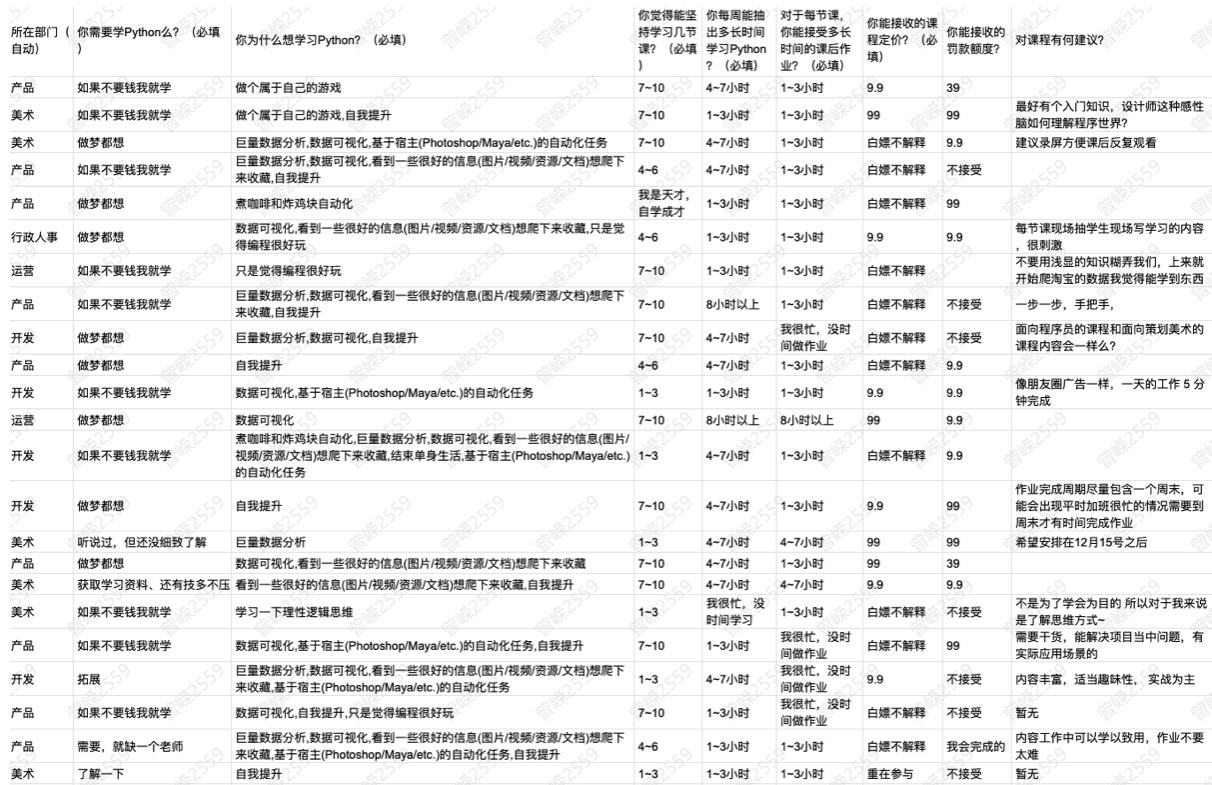 所在部门（自动） 你需要学Python么？（必填） 你为什么想学习Python？（必填） 你觉得能坚持学习几节课？（必填） 你每周能抽出多长时间学习Python？（必填） 对于每节课，你能接受多长时间的课后作业？（必填） 你能接收的课程定价？（必填） 你能接收的罚款额度？ 对课程有何建议？
产品 如果不要钱我就学 做个属于自己的游戏 7~10 4~7小时 1~3小时 9.9 39
美术 如果不要钱我就学 做个属于自己的游戏,自我提升 7~10 1~3小时 1~3小时 99 99 最好有个入门知识，设计师这种感性脑如何理解程序世界？
美术 做梦都想 巨量数据分析,数据可视化,基于宿主(Photoshop/Maya/etc.)的自动化任务 7~10 4~7小时 1~3小时 白嫖不解释 9.9 建议录屏方便课后反复观看
产品 如果不要钱我就学 巨量数据分析,数据可视化,看到一些很好的信息(图片/视频/资源/文档)想爬下来收藏,自我提升 4~6 4~7小时 1~3小时 白嫖不解释 不接受
产品 做梦都想 煮咖啡和炸鸡块自动化 我是天才，自学成才 1~3小时 1~3小时 白嫖不解释 99
行政人事 做梦都想 数据可视化,看到一些很好的信息(图片/视频/资源/文档)想爬下来收藏,只是觉得编程很好玩 4~6 1~3小时 1~3小时 9.9 9.9 每节课现场抽学生现场写学习的内容，很刺激
运营 如果不要钱我就学 只是觉得编程很好玩 7~10 1~3小时 1~3小时 白嫖不解释 不要用浅显的知识糊弄我们，上来就开始爬淘宝的数据我觉得能学到东西
产品 如果不要钱我就学 巨量数据分析,数据可视化,看到一些很好的信息(图片/视频/资源/文档)想爬下来收藏,自我提升 7~10 8小时以上 1~3小时 白嫖不解释 不接受 一步一步，手把手，
开发 做梦都想 巨量数据分析,数据可视化,自我提升 7~10 4~7小时 我很忙，没时间做作业 白嫖不解释 不接受 面向程序员的课程和面向策划美术的课程内容会一样么？
产品 做梦都想 自我提升 4~6 4~7小时 1~3小时 白嫖不解释 9.9
开发 如果不要钱我就学 数据可视化,基于宿主(Photoshop/Maya/etc.)的自动化任务 1~3 4~7小时 1~3小时 9.9 9.9 像朋友圈广告一样，一天的工作 5 分钟完成
运营 做梦都想 数据可视化 7~10 8小时以上 8小时以上 99 9.9
开发 如果不要钱我就学 煮咖啡和炸鸡块自动化,巨量数据分析,数据可视化,看到一些很好的信息(图片/视频/资源/文档)想爬下来收藏,结束单身生活,基于宿主(Photoshop/Maya/etc.)的自动化任务 1~3 4~7小时 1~3小时 白嫖不解释 9.9
开发 做梦都想 自我提升 7~10 4~7小时 1~3小时 9.9 99 作业完成周期尽量包含一个周末，可能会出现平时加班很忙的情况需要到周末才有时间完成作业
美术 听说过，但还没细致了解 巨量数据分析 1~3 4~7小时 4~7小时 99 99 希望安排在12月15号之后
产品 做梦都想 数据可视化,看到一些很好的信息(图片/视频/资源/文档)想爬下来收藏 7~10 4~7小时 1~3小时 99 39
美术 获取学习资料、还有技多不压 看到一些很好的信息(图片/视频/资源/文档)想爬下来收藏,自我提升 7~10 4~7小时 4~7小时 9.9 9.9
美术 如果不要钱我就学 学习一下理性逻辑思维 1~3 我很忙，没时间学习 1~3小时 白嫖不解释 不接受 不是为了学会为目的 所以对于我来说是了解思维方式~
产品 如果不要钱我就学 数据可视化,基于宿主(Photoshop/Maya/etc.)的自动化任务,自我提升 7~10 1~3小时 我很忙，没时间做作业 白嫖不解释 99 需要干货，能解决项目当中问题，有实际应用场景的
开发 拓展 巨量数据分析,数据可视化,看到一些很好的信息(图片/视频/资源/文档)想爬下来收藏,基于宿主(Photoshop/Maya/etc.)的自动化任务 1~3 4~7小时 我很忙，没时间做作业 9.9 不接受 内容丰富，适当趣味性， 实战为主
产品 如果不要钱我就学 数据可视化,自我提升,只是觉得编程很好玩 7~10 1~3小时 我很忙，没时间做作业 白嫖不解释 不接受 暂无
产品 需要，就缺一个老师 巨量数据分析,数据可视化,看到一些很好的信息(图片/视频/资源/文档)想爬下来收藏,基于宿主(Photoshop/Maya/etc.)的自动化任务,自我提升 4~6 1~3小时 1~3小时 白嫖不解释 我会完成的 内容工作中可以学以致用，作业不要太难
美术 了解一下 自我提升 1~3 1~3小时 1~3小时 重在参与 不接受 暂无
曾嵘2559